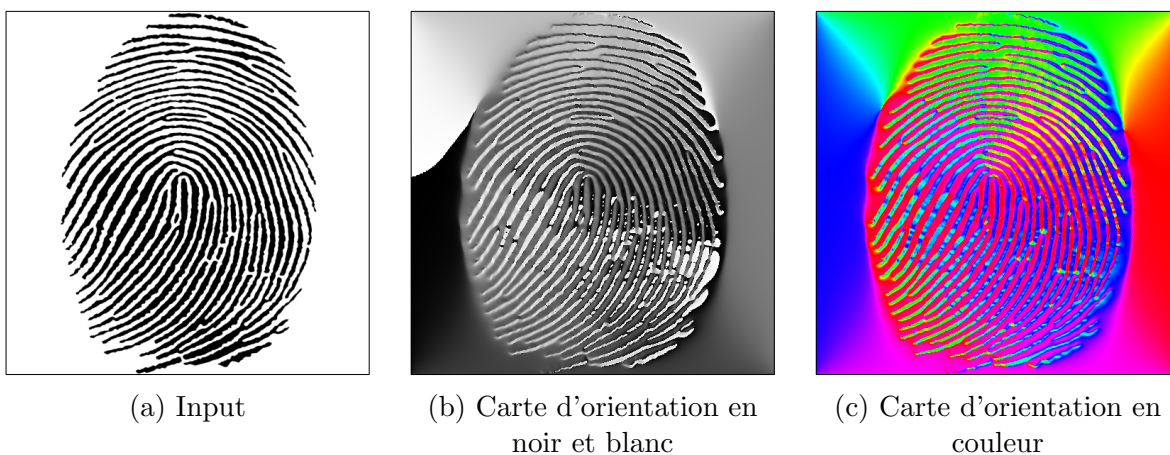 (a) Input
(b) Carte d'orientation en
noir et blanc
(c) Carte d'orientation en
couleur